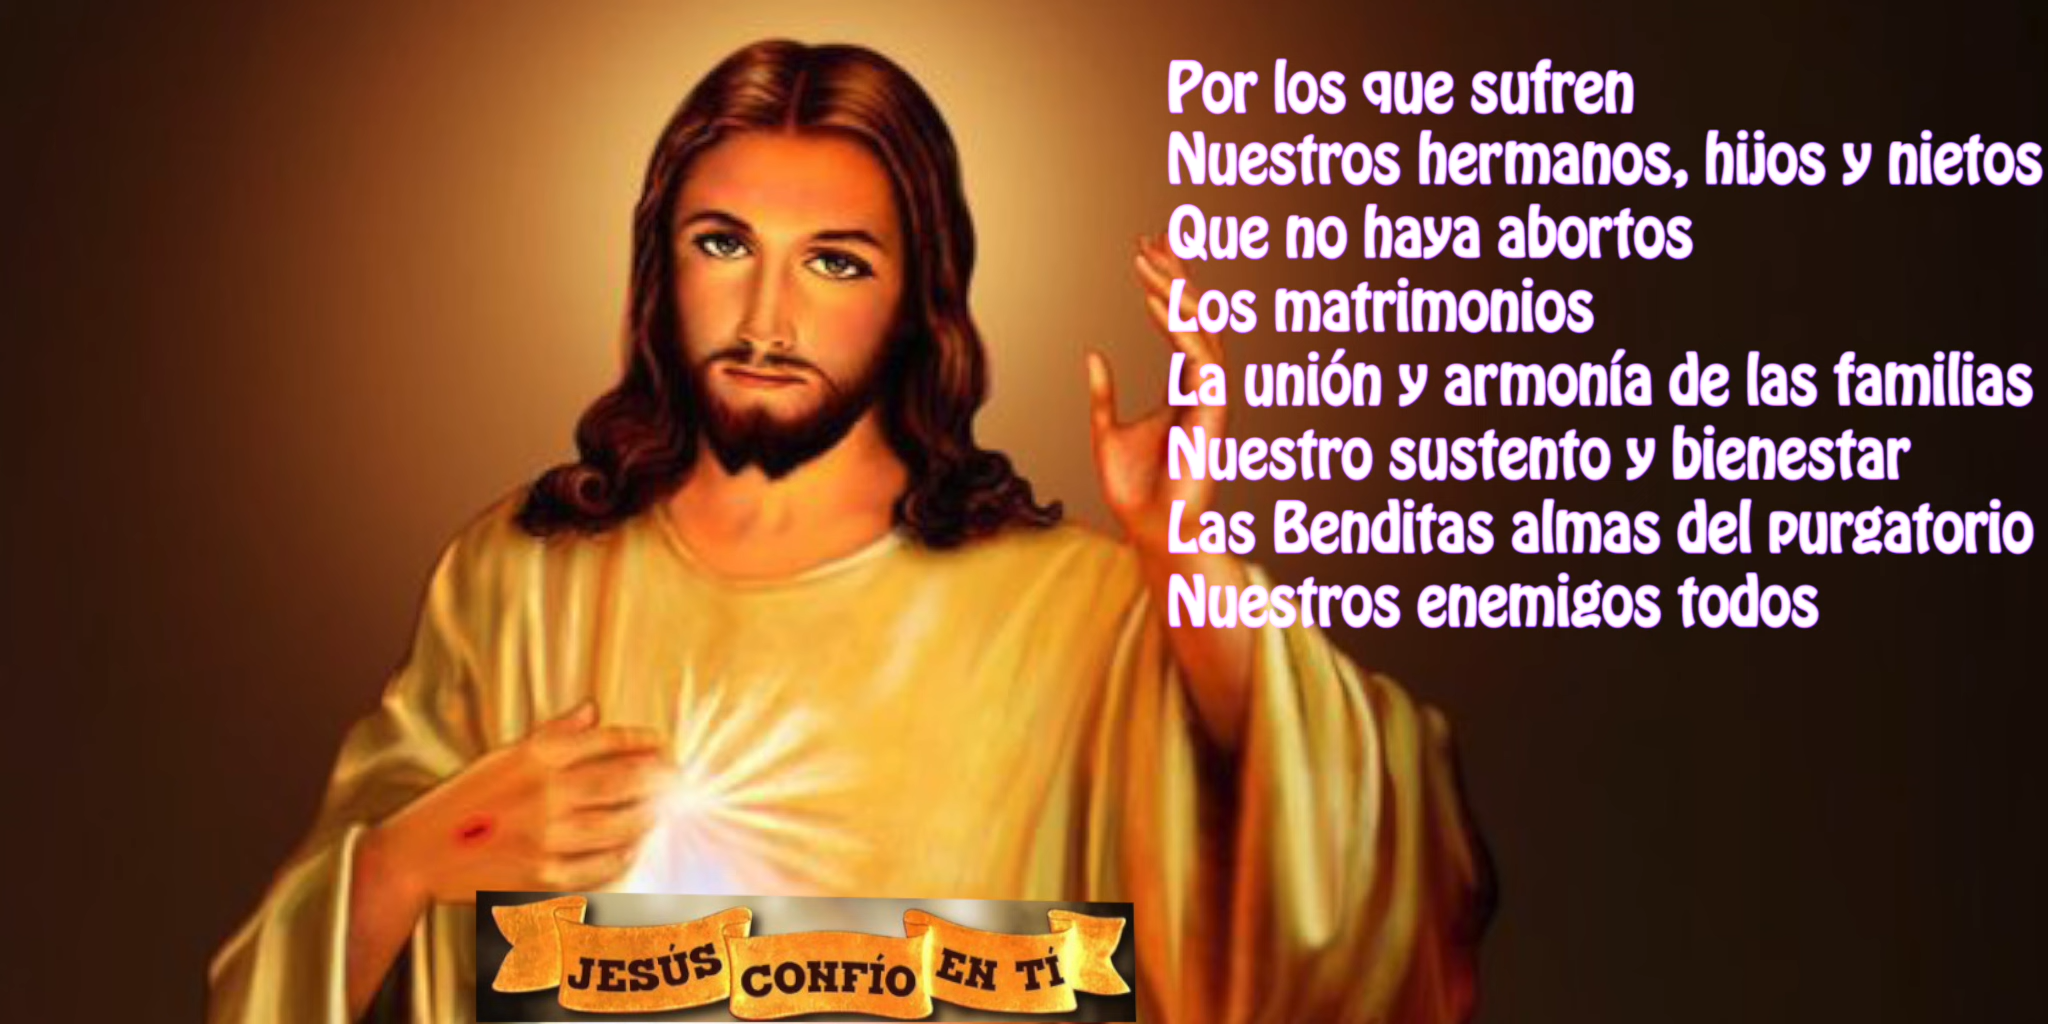 Por los que sufren
Nuestros hermanos, hijos y nietos
Que no haya abortos
Los matrimonios
La unión y armonía de las familias
Nuestro sustento y bienestar
Las Benditas almas del purgatorio
Nuestros enemigos todos
JESÚS CONFÍO EN TÍ